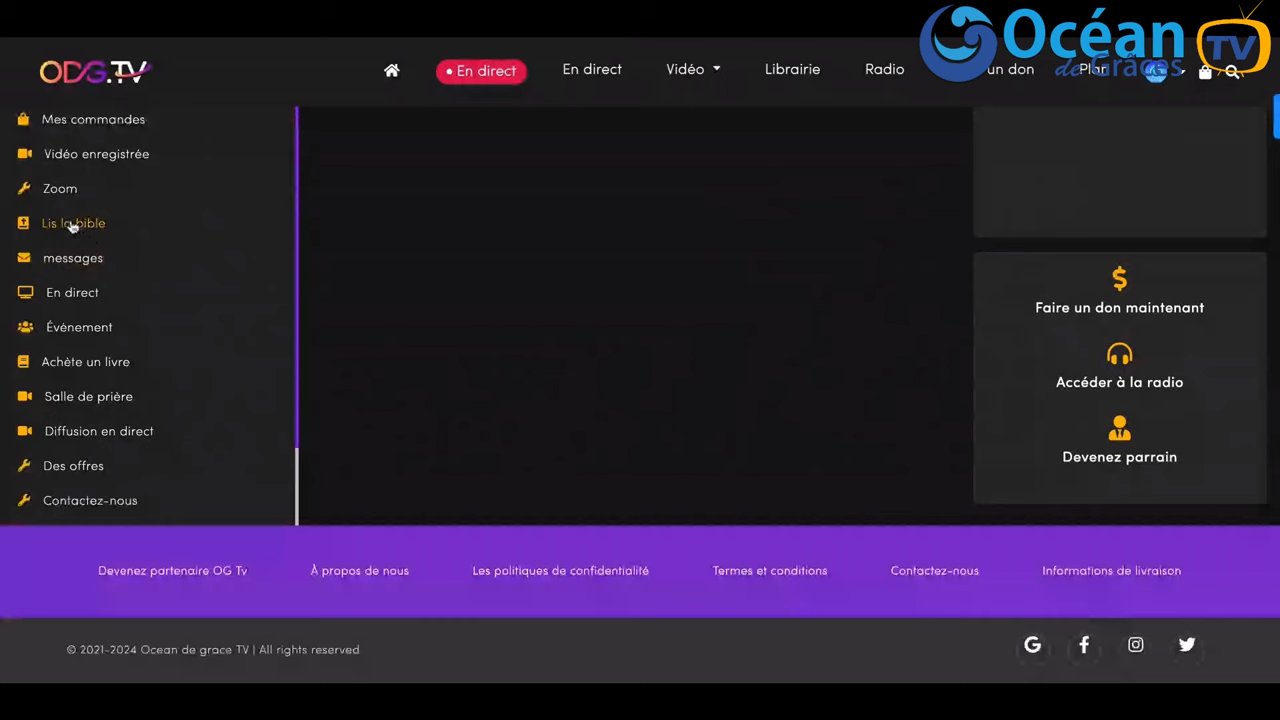 Océan
de Grâces
TV
ODG.TV
En direct
En direct
Vidéo
Librairie
Radio
un don
Plan
Mes commandes
Vidéo enregistrée
Zoom
Lis la bible
messages
En direct
Évènement
Achète un livre
Salle de prière
Diffusion en direct
Des offres
Contactez-nous
Faire un don maintenant
Accéder à la radio
Devenez parrain
Devenez partenaire OG Tv
À propos de nous
Les politiques de confidentialité
Termes et conditions
Contactez-nous
Informations de livraison
© 2021-2024 Ocean de grace TV | All rights reserved